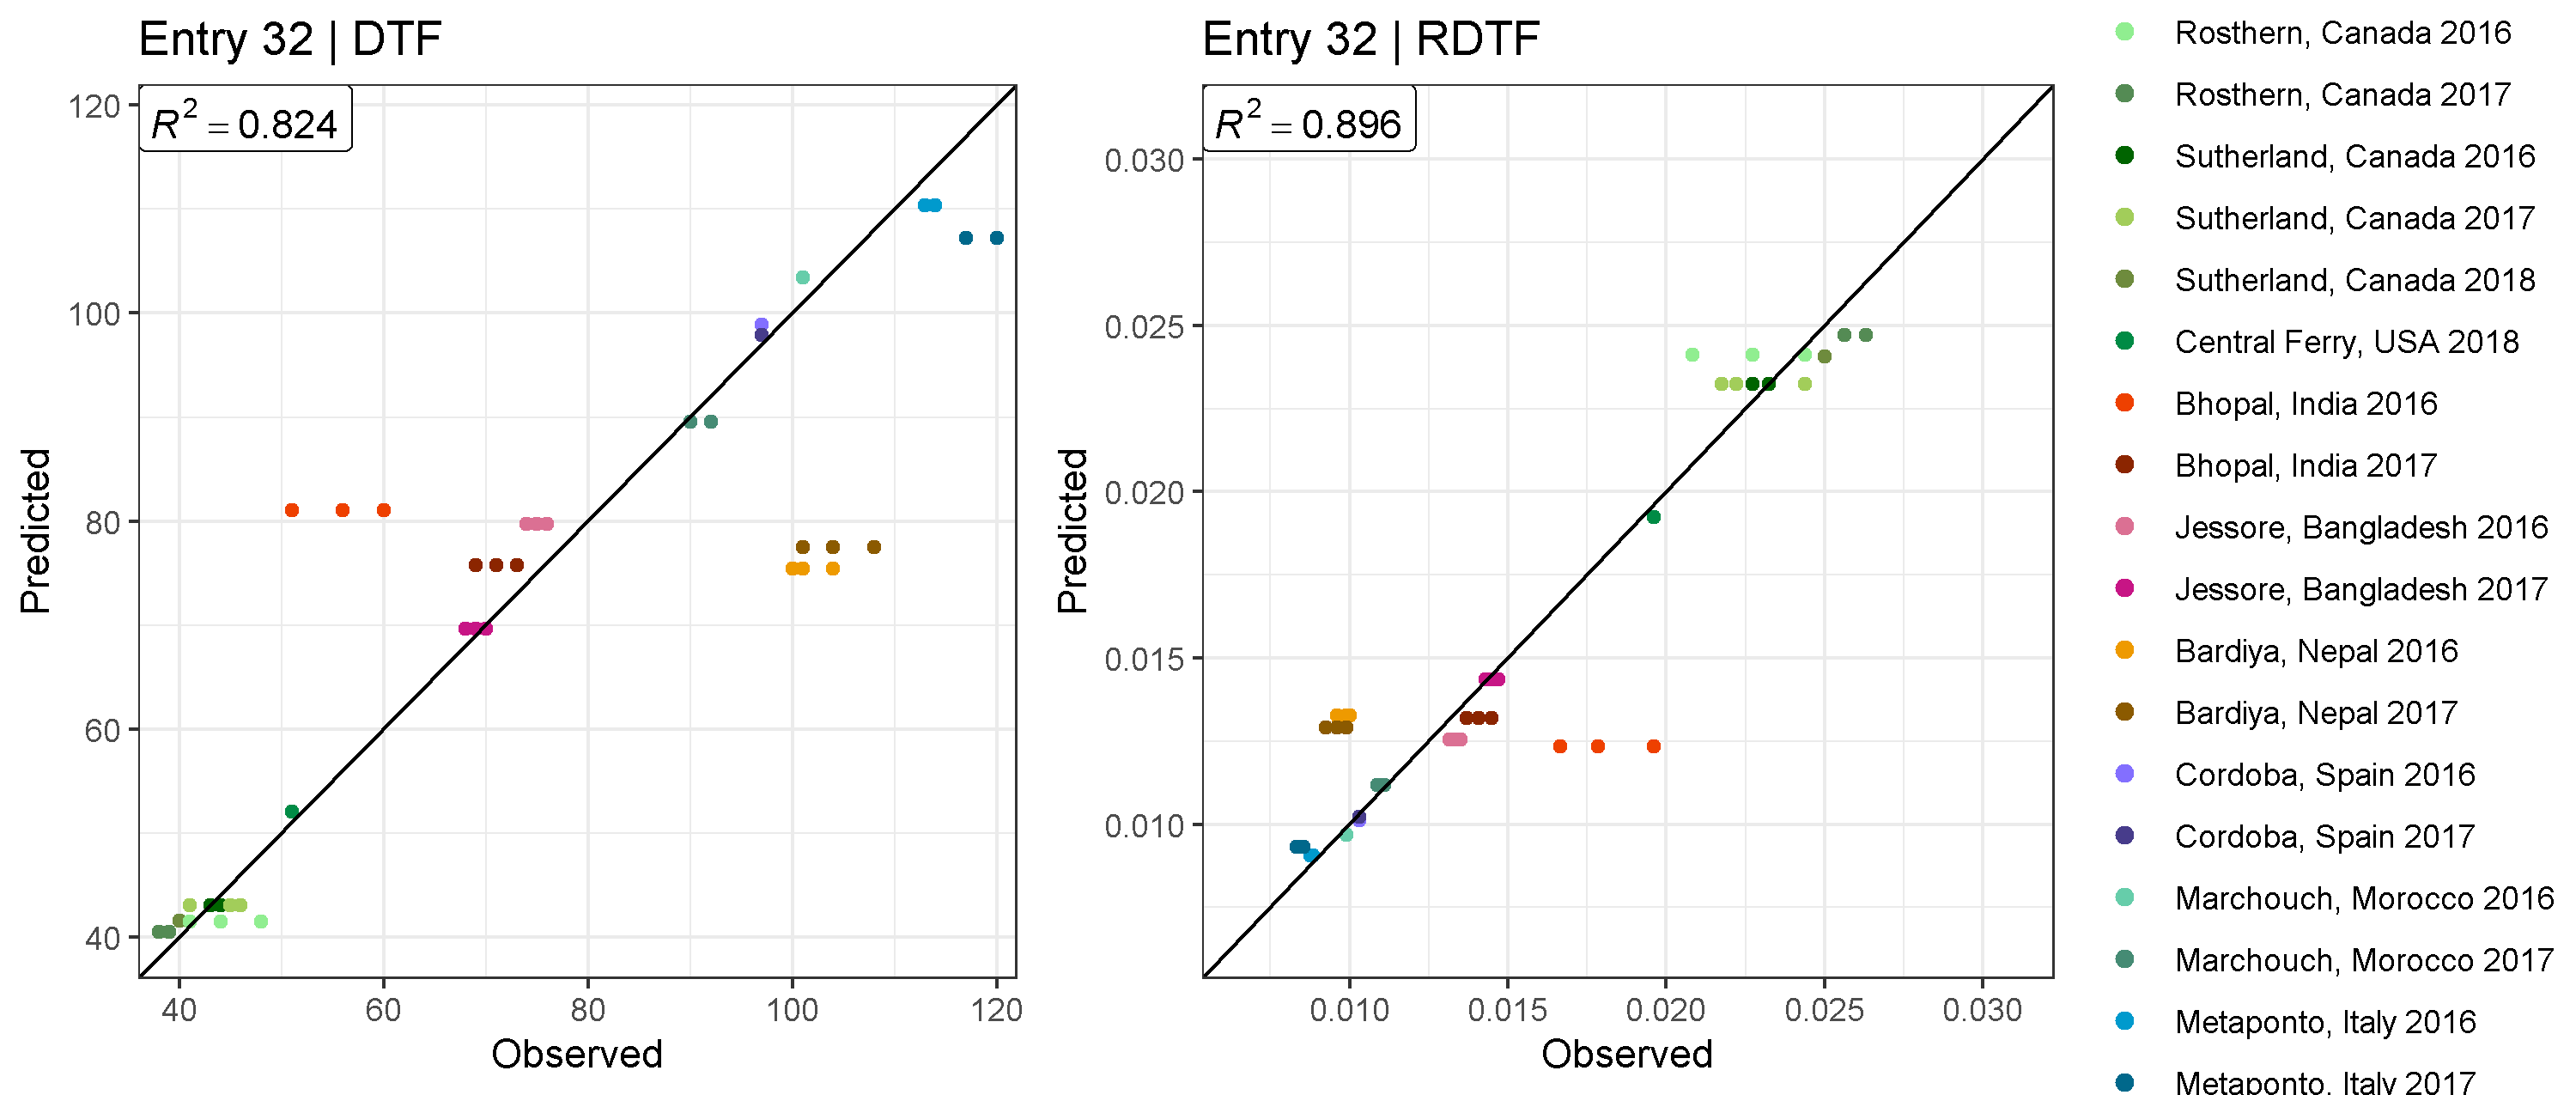 Entry 32 | DTF
R² = 0.824
120
100
80
60
40
Predicted
40 60 80 100 120
Observed
Entry 32 | RDTF
R² = 0.896
0.030
0.025
0.020
0.015
0.010
Predicted
0.010 0.015 0.020 0.025 0.030
Observed
Rosthern, Canada 2016
Rosthern, Canada 2017
Sutherland, Canada 2016
Sutherland, Canada 2017
Sutherland, Canada 2018
Central Ferry, USA 2018
Bhopal, India 2016
Bhopal, India 2017
Jessore, Bangladesh 2016
Jessore, Bangladesh 2017
Bardiya, Nepal 2016
Bardiya, Nepal 2017
Cordoba, Spain 2016
Cordoba, Spain 2017
Marchouch, Morocco 2016
Marchouch, Morocco 2017
Metaponto, Italy 2016
Metaponto, Italy 2017